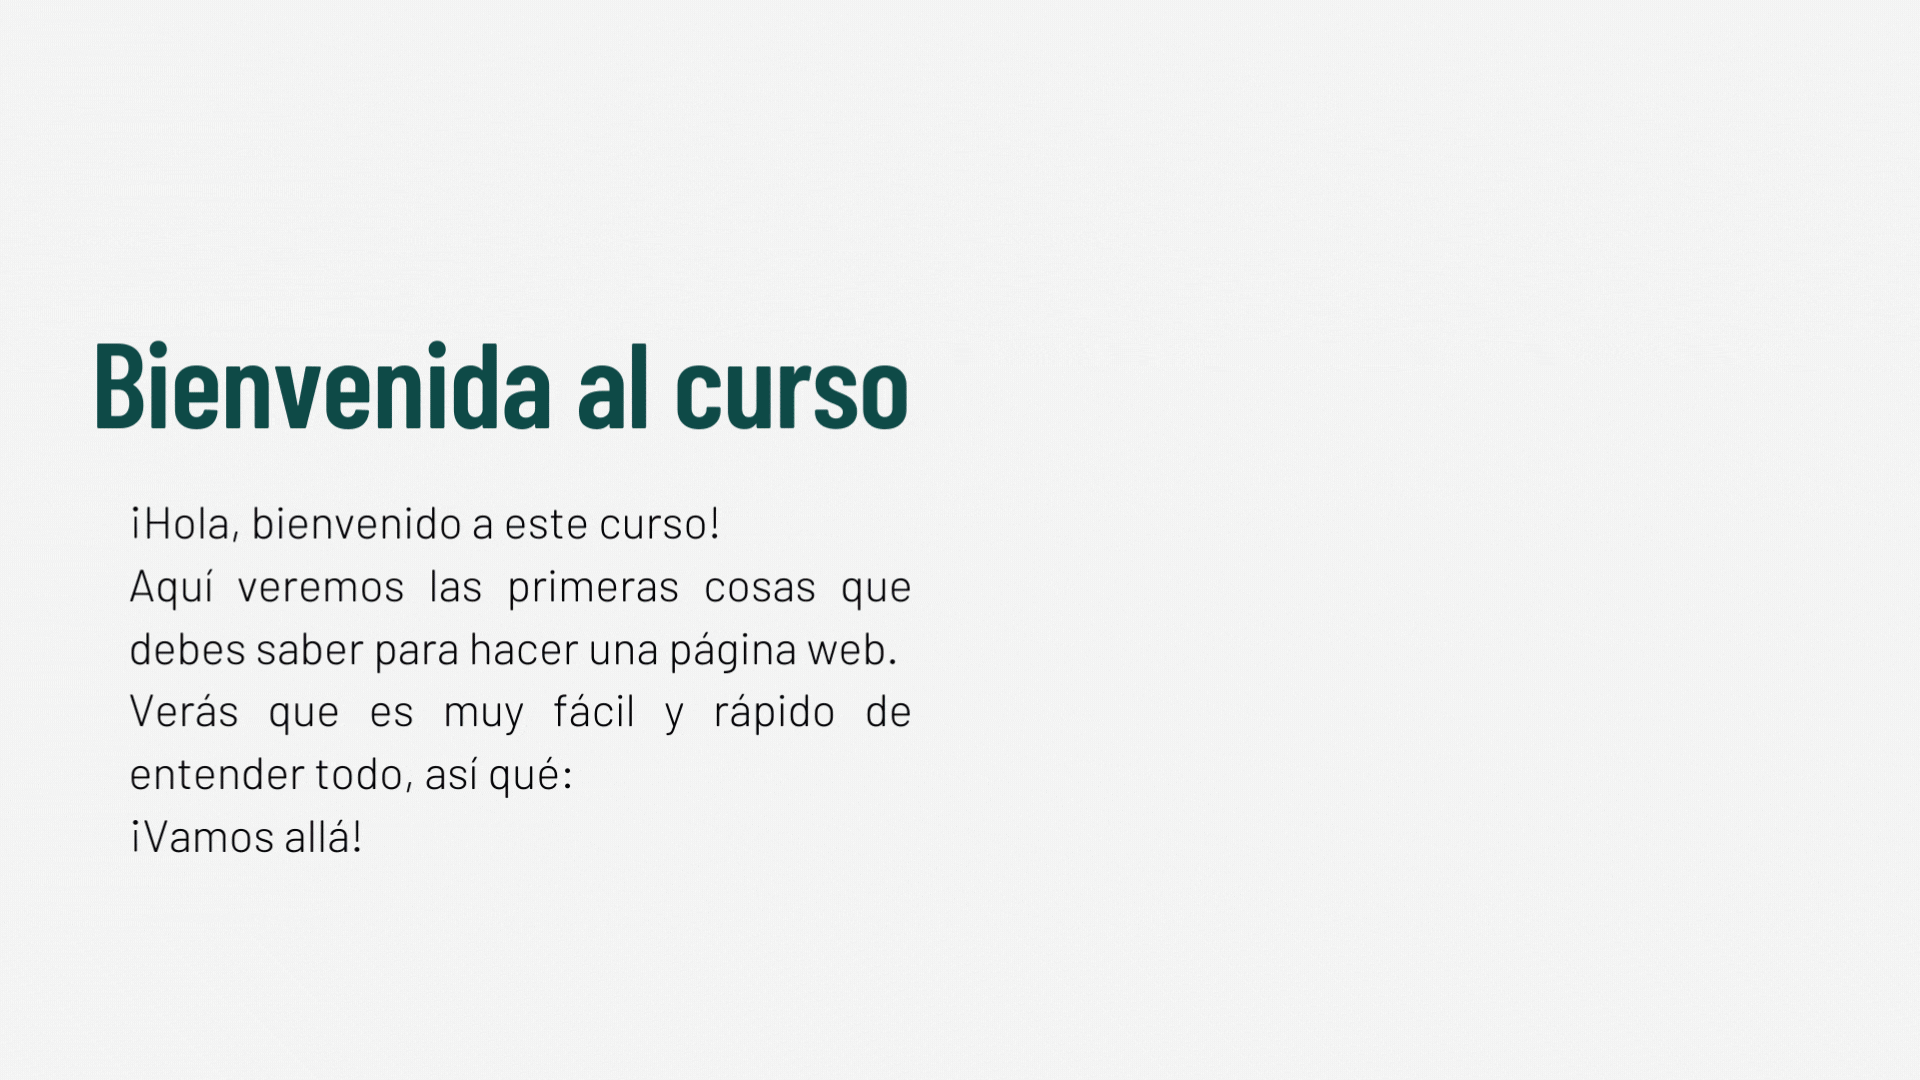 Bienvenida al curso
¡Hola, bienvenido a este curso!
Aquí veremos las primeras cosas que
debes saber para hacer una página web.
Verás que es muy fácil y rápido de
entender todo, así qué:
¡Vamos allá!